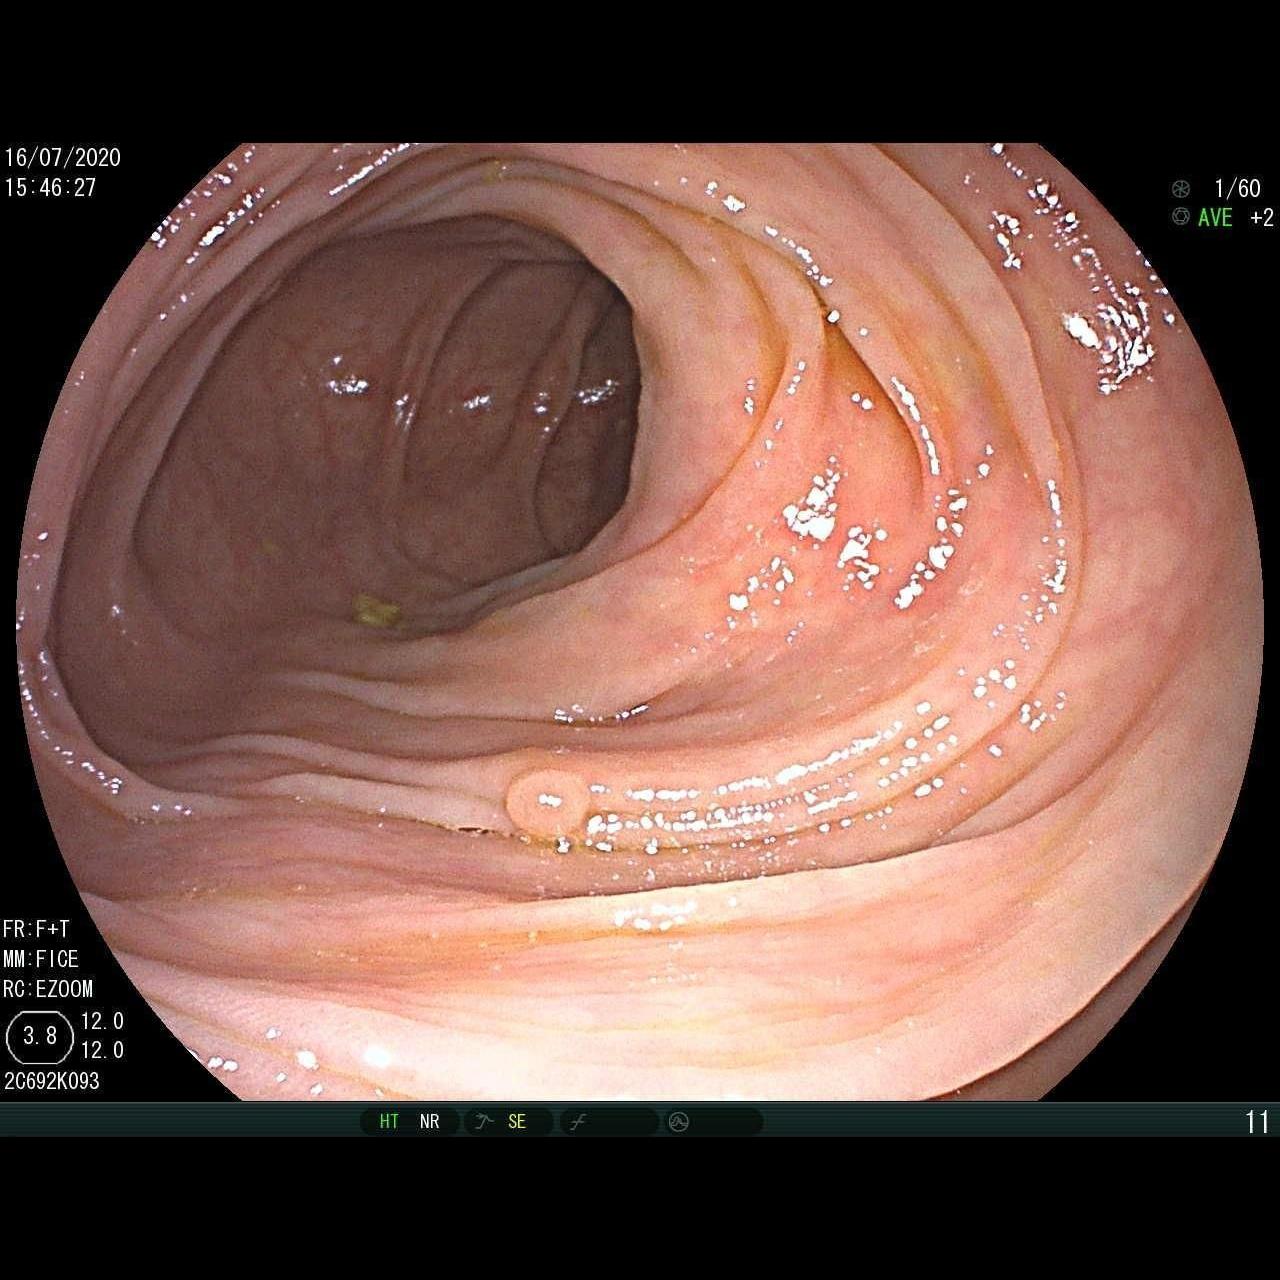 16/07/2020
15:46:27
1/60
AVE +2
FR:F+T
MM:FICE
RC:EZOOM
3.8 12.0
12.0
2C692K093
HT NR SE 11